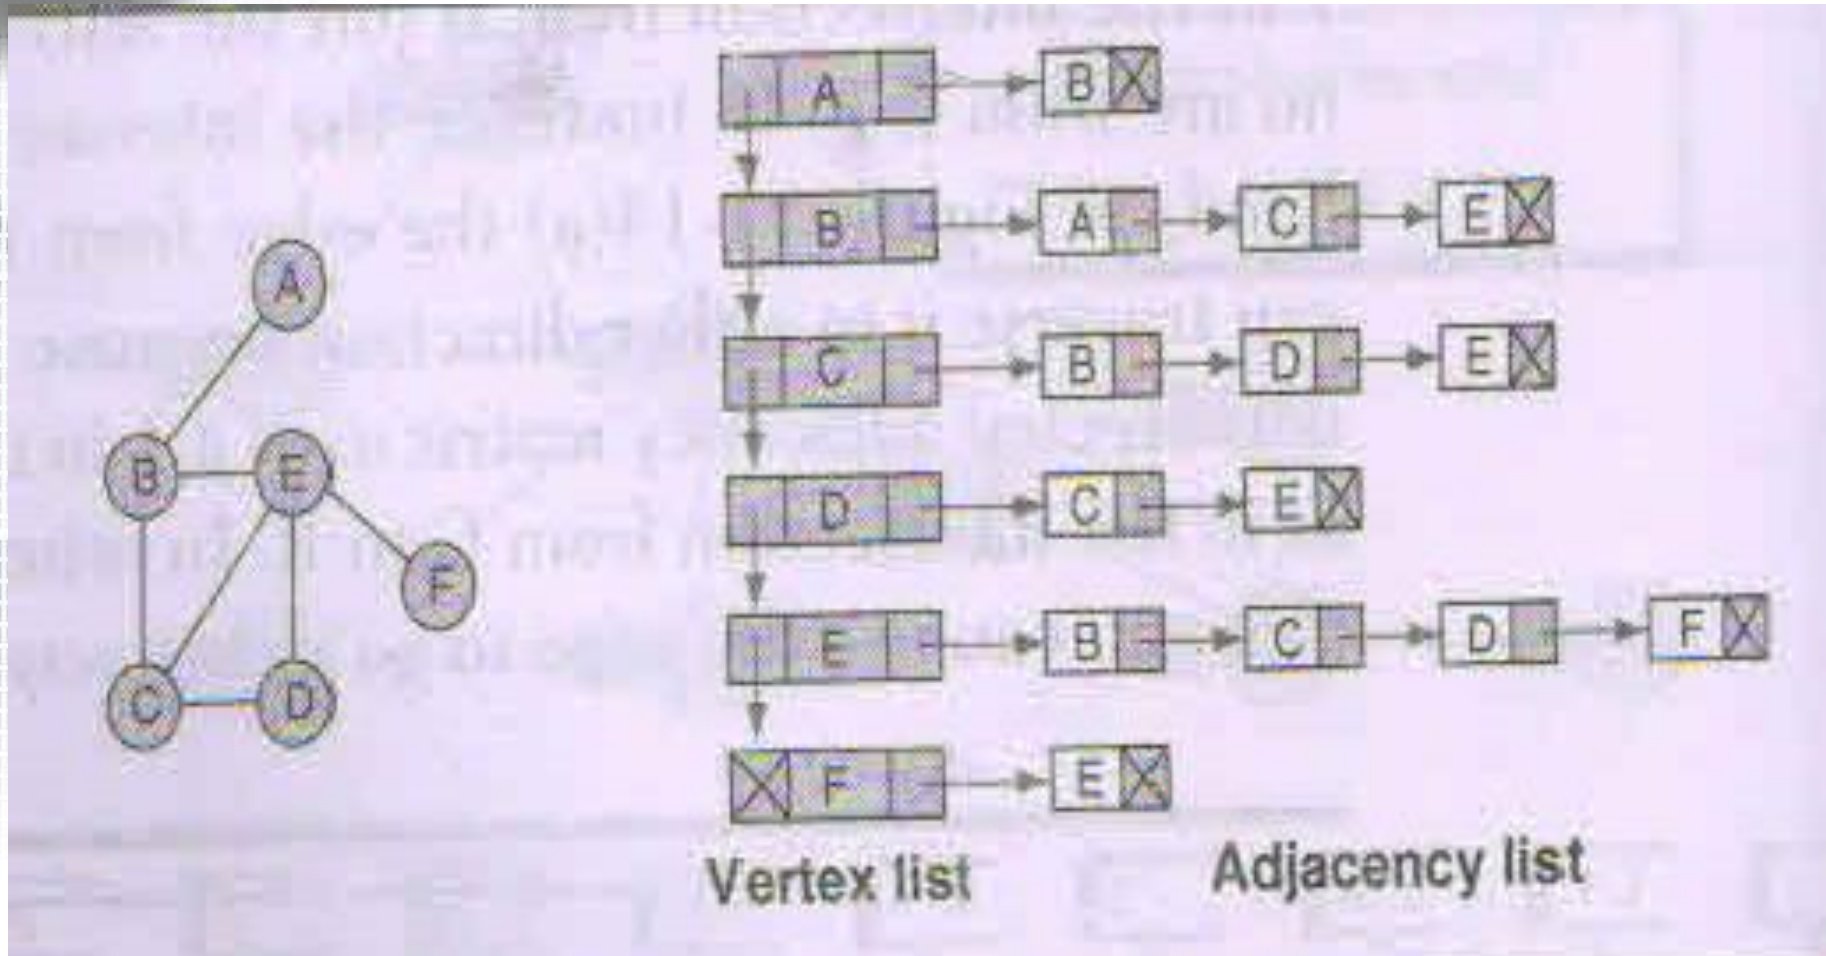 A
B E
F
C D
A B
B A C E
C B D E
D C E
E B C D F
F E
Vertex list Adjacency list